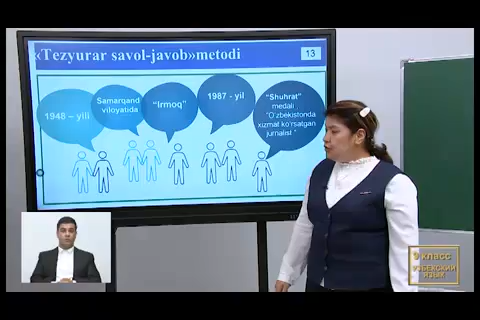 «Tezyurar savol-javob»metodi
13
1948 – yili
Samarqand
viloyatida
"Irmoq"
1987 - yil
"Shuhrat"
medali
"O'zbekistonda
xizmat ko'rsatgan
jurnalisi "
9 класс
УЗБЕКСКИЙ
ЯЗЫК